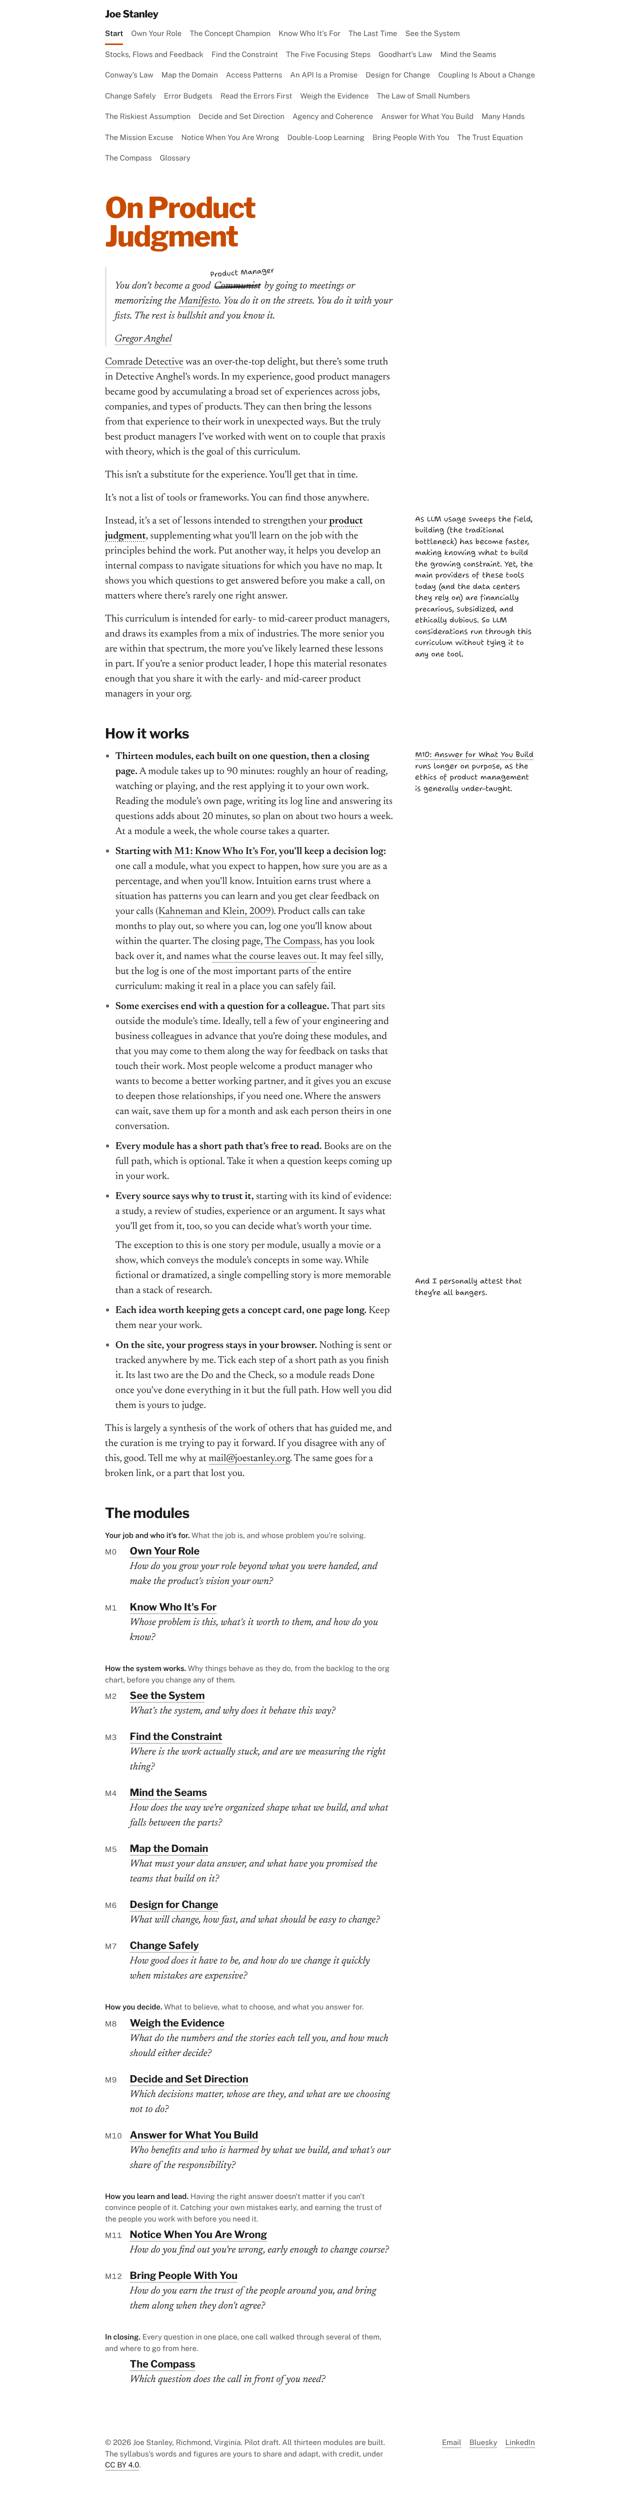 Joe Stanley
Start Own Your Role The Concept Champion Know Who It's For The Last Time See the System
Stocks, Flows and Feedback Find the Constraint The Five Focusing Steps Goodhart's Law Mind the Seams
Conway's Law Map the Domain Access Patterns An API Is a Promise Design for Change Coupling Is About a Change
Change Safely Error Budgets Read the Errors First Weigh the Evidence The Law of Small Numbers
The Riskiest Assumption Decide and Set Direction Agency and Coherence Answer for What You Build Many Hands
The Mission Excuse Notice When You Are Wrong Double-Loop Learning Bring People With You The Trust Equation
The Compass Glossary
On Product
Judgment
Product Manager
You don't become a good Communist by going to meetings or
memorizing the Manifesto. You do it on the streets. You do it with your
fists. The rest is bullshit and you know it.
Gregor Anghel
Comrade Detective was an over-the-top delight, but there's some truth
in Detective Anghel's words. In my experience, good product managers
became good by accumulating a broad set of experiences across jobs,
companies, and types of products. They can then bring the lessons
from that experience to their work in unexpected ways. But the truly
best product managers I've worked with went on to couple that praxis
with theory, which is the goal of this curriculum.
This isn't a substitute for the experience. You'll get that in time.
It's not a list of tools or frameworks. You can find those anywhere.
Instead, it's a set of lessons intended to strengthen your product
judgment, supplementing what you'll learn on the job with the
principles behind the work. Put another way, it helps you develop an
internal compass to navigate situations for which you have no map. It
shows you which questions to get answered before you make a call, on
matters where there's rarely one right answer.
As LLM usage sweeps the field,
building (the traditional
bottleneck) has become faster,
making knowing what to build
the growing constraint. Yet, the
main providers of these tools
today (and the data centers
they rely on) are financially
precarious, subsidized, and
ethically dubious. So LLM
considerations run through this
curriculum without tying it to
any one tool.
This curriculum is intended for early- to mid-career product managers,
and draws its examples from a mix of industries. The more senior you
are within that spectrum, the more you've likely learned these lessons
in part. If you're a senior product leader, I hope this material resonates
enough that you share it with the early- and mid-career product
managers in your org.
How it works
• Thirteen modules, each built on one question, then a closing
page. A module takes up to 90 minutes: roughly an hour of reading,
watching or playing, and the rest applying it to your own work.
Reading the module's own page, writing its log line and answering its
questions adds about 20 minutes, so plan on about two hours a week.
At a module a week, the whole course takes a quarter.
M10: Answer for What You Build
runs longer on purpose, as the
ethics of product management
is generally under-taught.
• Starting with M1: Know Who It's For, you'll keep a decision log:
one call a module, what you expect to happen, how sure you are as a
percentage, and when you'll know. Intuition earns trust where a
situation has patterns you can learn and you get clear feedback on
your calls (Kahneman and Klein, 2009). Product calls can take
months to play out, so where you can, log one you'll know about
within the quarter. The closing page, The Compass, has you look
back over it, and names what the course leaves out. It may feel silly,
but the log is one of the most important parts of the entire
curriculum: making it real in a place you can safely fail.
• Some exercises end with a question for a colleague. That part sits
outside the module's time. Ideally, tell a few of your engineering and
business colleagues in advance that you're doing these modules, and
that you may come to them along the way for feedback on tasks that
touch their work. Most people welcome a product manager who
wants to become a better working partner, and it gives you an excuse
to deepen those relationships, if you need one. Where the answers
can wait, save them up for a month and ask each person theirs in one
conversation.
• Every module has a short path that's free to read. Books are on the
full path, which is optional. Take it when a question keeps coming up
in your work.
• Every source says why to trust it, starting with its kind of evidence:
a study, a review of studies, experience or an argument. It says what
you'll get from it, too, so you can decide what's worth your time.
The exception to this is one story per module, usually a movie or a
show, which conveys the module's concepts in some way. While
fictional or dramatized, a single compelling story is more memorable
than a stack of research.
And I personally attest that
they're all bangers.
• Each idea worth keeping gets a concept card, one page long. Keep
them near your work.
• On the site, your progress stays in your browser. Nothing is sent or
tracked anywhere by me. Tick each step of a short path as you finish
it. Its last two are the Do and the Check, so a module reads Done
once you've done everything in it but the full path. How well you did
them is yours to judge.
This is largely a synthesis of the work of others that has guided me, and
the curation is me trying to pay it forward. If you disagree with any of
this, good. Tell me why at mail@joestanley.org. The same goes for a
broken link, or a part that lost you.
The modules
Your job and who it's for. What the job is, and whose problem you're solving.
M0 Own Your Role
How do you grow your role beyond what you were handed, and
make the product's vision your own?
M1 Know Who It's For
Whose problem is this, what's it worth to them, and how do you
know?
How the system works. Why things behave as they do, from the backlog to the org
chart, before you change any of them.
M2 See the System
What's the system, and why does it behave this way?
M3 Find the Constraint
Where is the work actually stuck, and are we measuring the right
thing?
M4 Mind the Seams
How does the way we're organized shape what we build, and what
falls between the parts?
M5 Map the Domain
What must your data answer, and what have you promised the
teams that build on it?
M6 Design for Change
What will change, how fast, and what should be easy to change?
M7 Change Safely
How good does it have to be, and how do we change it quickly
when mistakes are expensive?
How you decide. What to believe, what to choose, and what you answer for.
M8 Weigh the Evidence
What do the numbers and the stories each tell you, and how much
should either decide?
M9 Decide and Set Direction
Which decisions matter, whose are they, and what are we choosing
not to do?
M10 Answer for What You Build
Who benefits and who is harmed by what we build, and what's our
share of the responsibility?
How you learn and lead. Having the right answer doesn't matter if you can't
convince people of it. Catching your own mistakes early, and earning the trust of
the people you work with before you need it.
M11 Notice When You Are Wrong
How do you find out you're wrong, early enough to change course?
M12 Bring People With You
How do you earn the trust of the people around you, and bring
them along when they don't agree?
In closing. Every question in one place, one call walked through several of them,
and where to go from here.
The Compass
Which question does the call in front of you need?
© 2026 Joe Stanley, Richmond, Virginia. Pilot draft. All thirteen modules are built.
The syllabus's words and figures are yours to share and adapt, with credit, under
CC BY 4.0.
Email Bluesky LinkedIn